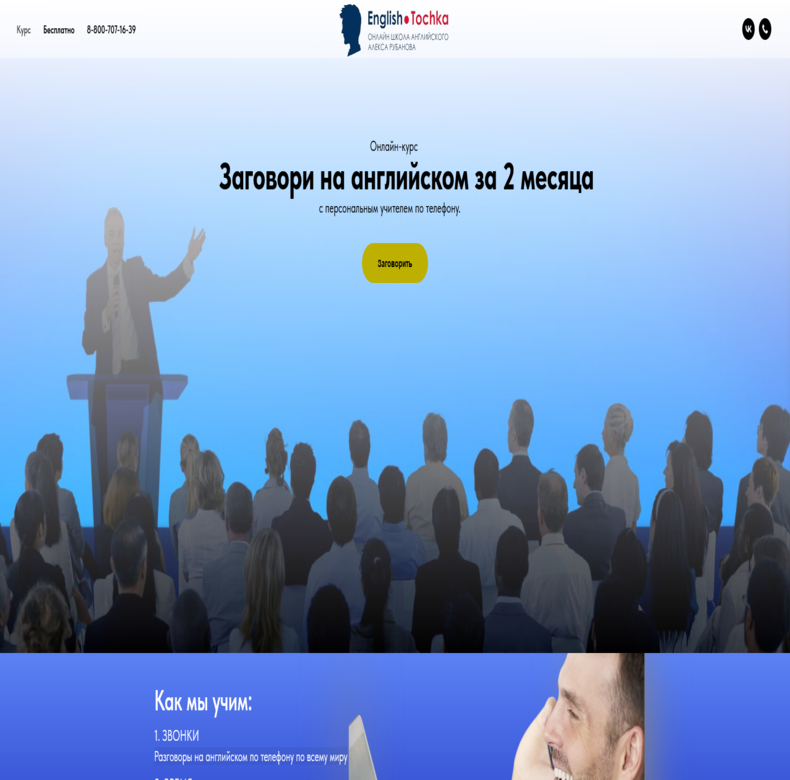 Курс
Бесплатно
8-800-707-16-39
English Tochka
ОНЛАЙН ШКОЛА АНГЛИЙСКОГО
АЛЕКСА РУБАНОВА
Онлайн-курс
Заговори на английском за 2 месяца
с персональным учителем по телефону.
Заговорить
Как мы учим:
1. ЗВОНКИ
Разговоры на английском по телефону по всему миру